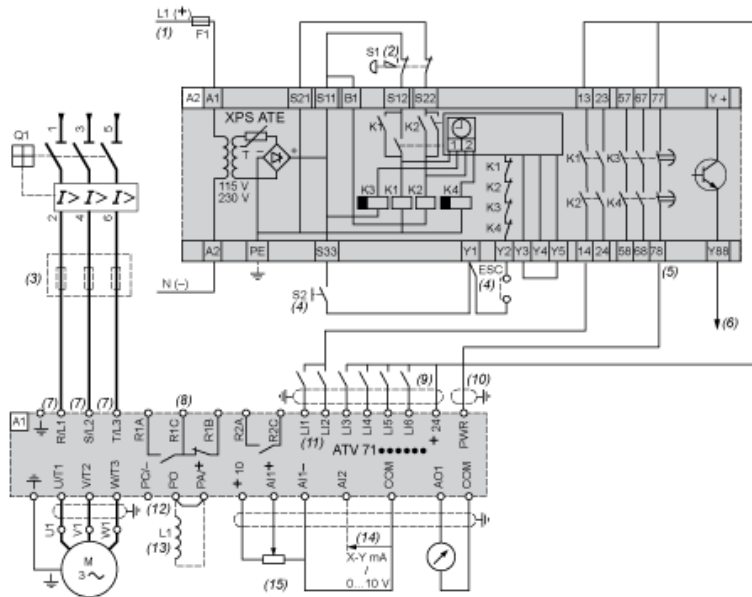 L1 (+)
(1)
F1
S1 (2)
A2 A1 S21 S11 B1 S12 S22 13 23 57 67 77 Y+
XPS ATE
T
+
115 V
230 V
K1 K2
1 2
K3 K1 K2 K4
K1
K2
K3
K4
K1 K3
K2 K4
A2 PE S33 Y1 Y2 Y3 Y4 Y5 14 24 58 68 78 Y88
N (–)
S2
(4)
ESC
(4)
(5)
(6)
Q1
1 3 5
I> I> I>
2 4 6
(3)
(7) (7) (7) (8) (9) (10)
A1
R/L1 S/L2 T/L3 R1A R1C R1B R2A R2C LI1 LI2 LI3 LI4 LI5 LI6 + 24 PWR
(11)
ATV 71
U/T1 V/T2 W/T3 PC/– PO PA/+ + 10 AI1+ AI1– AI2 COM AO1 COM
(12)
U1 V1 W1
L1
(13)
M
3
(14)
X-Y mA
/
0...10 V
(15)